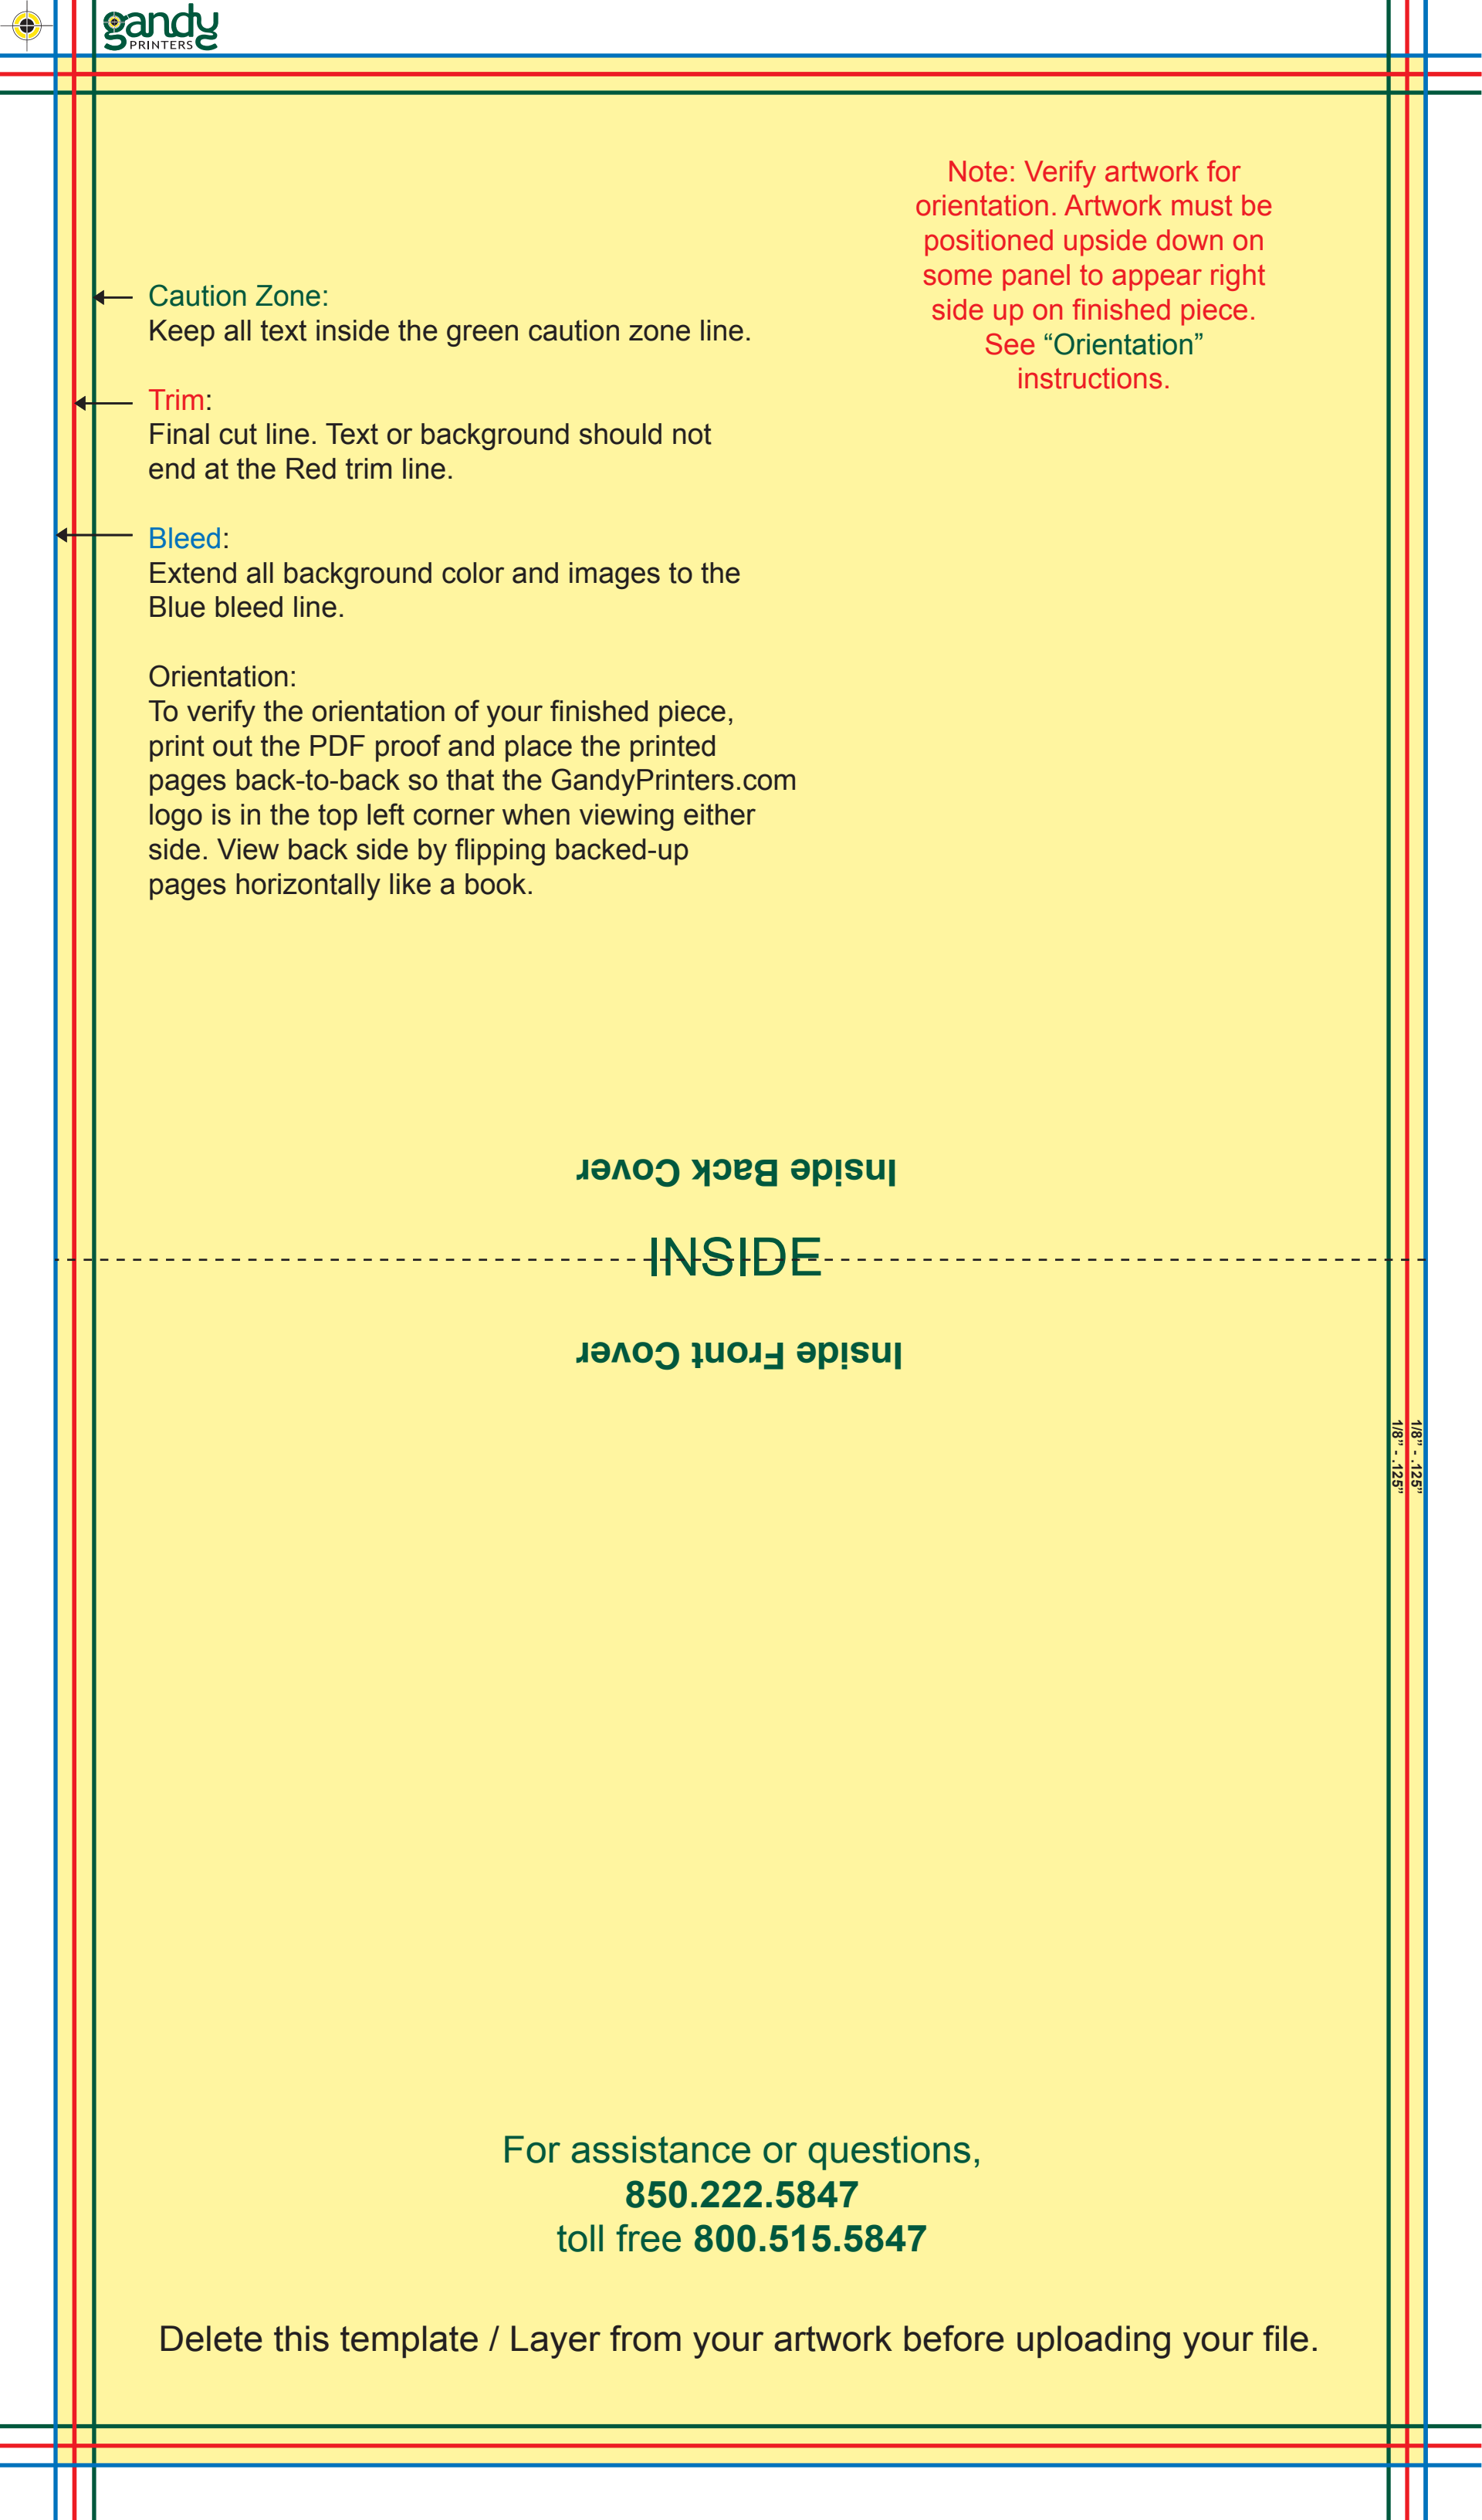 gandy
PRINTERS
Note: Verify artwork for
orientation. Artwork must be
positioned upside down on
some panel to appear right
side up on finished piece.
See “Orientation”
instructions.
Caution Zone:
Keep all text inside the green caution zone line.
Trim:
Final cut line. Text or background should not
end at the Red trim line.
Bleed:
Extend all background color and images to the
Blue bleed line.
Orientation:
To verify the orientation of your finished piece,
print out the PDF proof and place the printed
pages back-to-back so that the GandyPrinters.com
logo is in the top left corner when viewing either
side. View back side by flipping backed-up
pages horizontally like a book.
Inside Back Cover
INSIDE
Inside Front Cover
1/8” - .125”
1/8” - .125”
For assistance or questions,
850.222.5847
toll free 800.515.5847
Delete this template / Layer from your artwork before uploading your file.